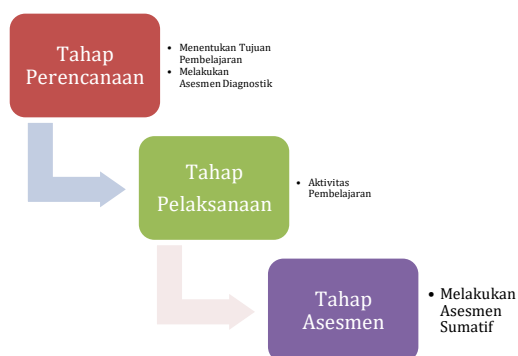 Tahap
Perencanaan
• Menentukan Tujuan
Pembelajaran
• Melakukan
Asesmen Diagnostik
Tahap
Pelaksanaan
• Aktivitas
Pembelajaran
Tahap
Asesmen
• Melakukan
Asesmen
Sumatif